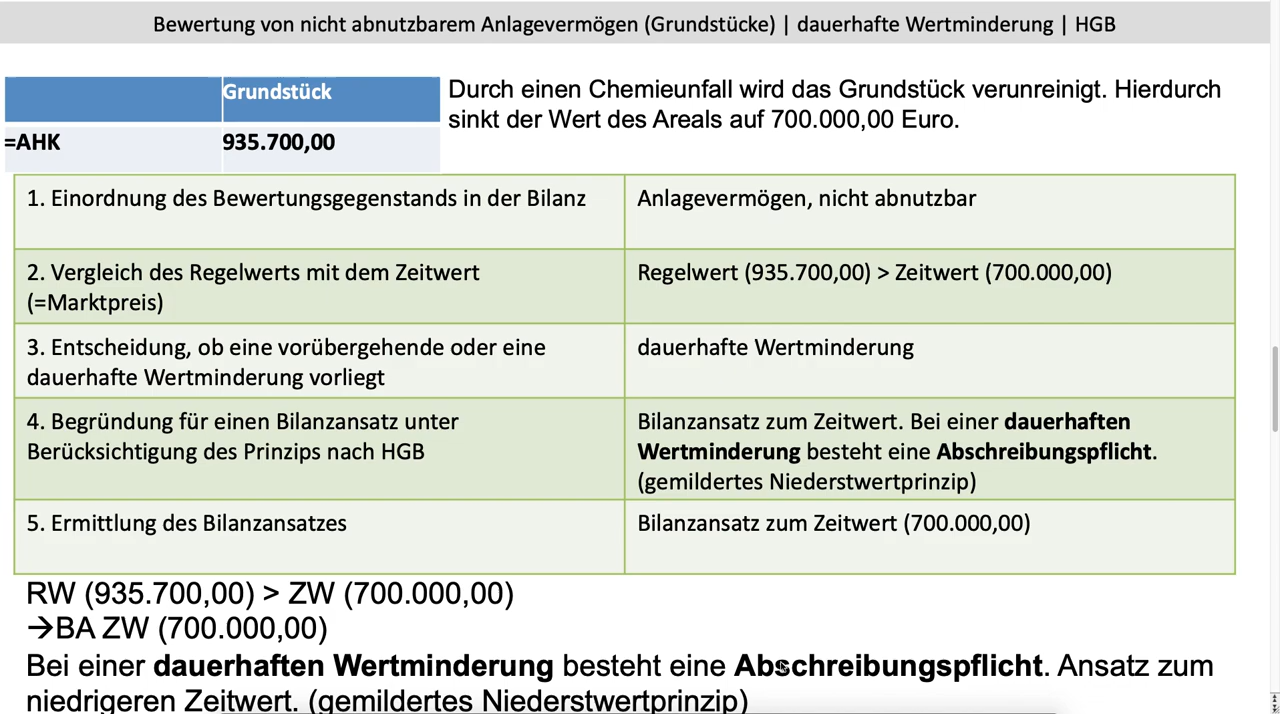 Bewertung von nicht abnutzbarem Anlagevermögen (Grundstücke) | dauerhafte Wertminderung | HGB
Grundstück
=AHK 935.700,00
Durch einen Chemieunfall wird das Grundstück verunreinigt. Hierdurch
sinkt der Wert des Areals auf 700.000,00 Euro.
1. Einordnung des Bewertungsgegenstands in der Bilanz
Anlagevermögen, nicht abnutzbar
2. Vergleich des Regelwerts mit dem Zeitwert
(=Marktpreis)
Regelwert (935.700,00) > Zeitwert (700.000,00)
3. Entscheidung, ob eine vorübergehende oder eine
dauerhafte Wertminderung vorliegt
dauerhafte Wertminderung
4. Begründung für einen Bilanzansatz unter
Berücksichtigung des Prinzips nach HGB
Bilanzansatz zum Zeitwert. Bei einer dauerhaften
Wertminderung besteht eine Abschreibungspflicht.
(gemildertes Niederstwertprinzip)
5. Ermittlung des Bilanzansatzes
Bilanzansatz zum Zeitwert (700.000,00)
RW (935.700,00) > ZW (700.000,00)
→BA ZW (700.000,00)
Bei einer dauerhaften Wertminderung besteht eine Abschreibungspflicht. Ansatz zum
niedrigeren Zeitwert. (gemildertes Niederstwertprinzip)